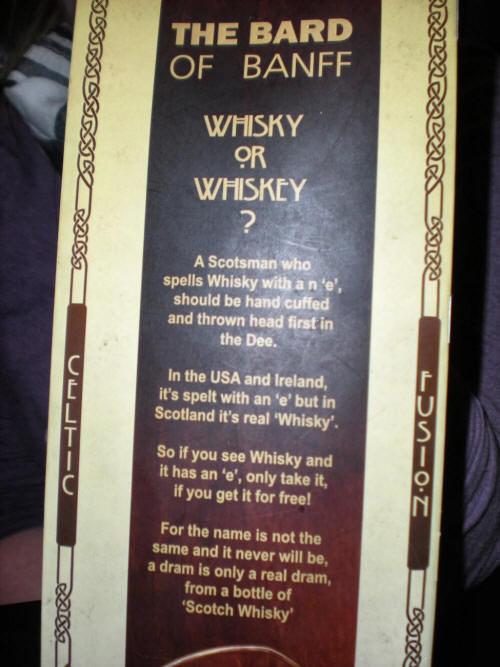 THE BARD
OF BANFF
WHISKY
OR
WHISKEY
?
A Scotsman who
spells Whisky with a n 'e',
should be hand cuffed
and thrown head first in
the Dee.
In the USA and Ireland,
it's spelt with an 'e' but in
Scotland it's real 'Whisky'.
So if you see Whisky and
it has an 'e', only take it,
if you get it for free!
For the name is not the
same and it never will be,
a dram is only a real dram,
from a bottle of
'Scotch Whisky'
CELTIC
FUSION